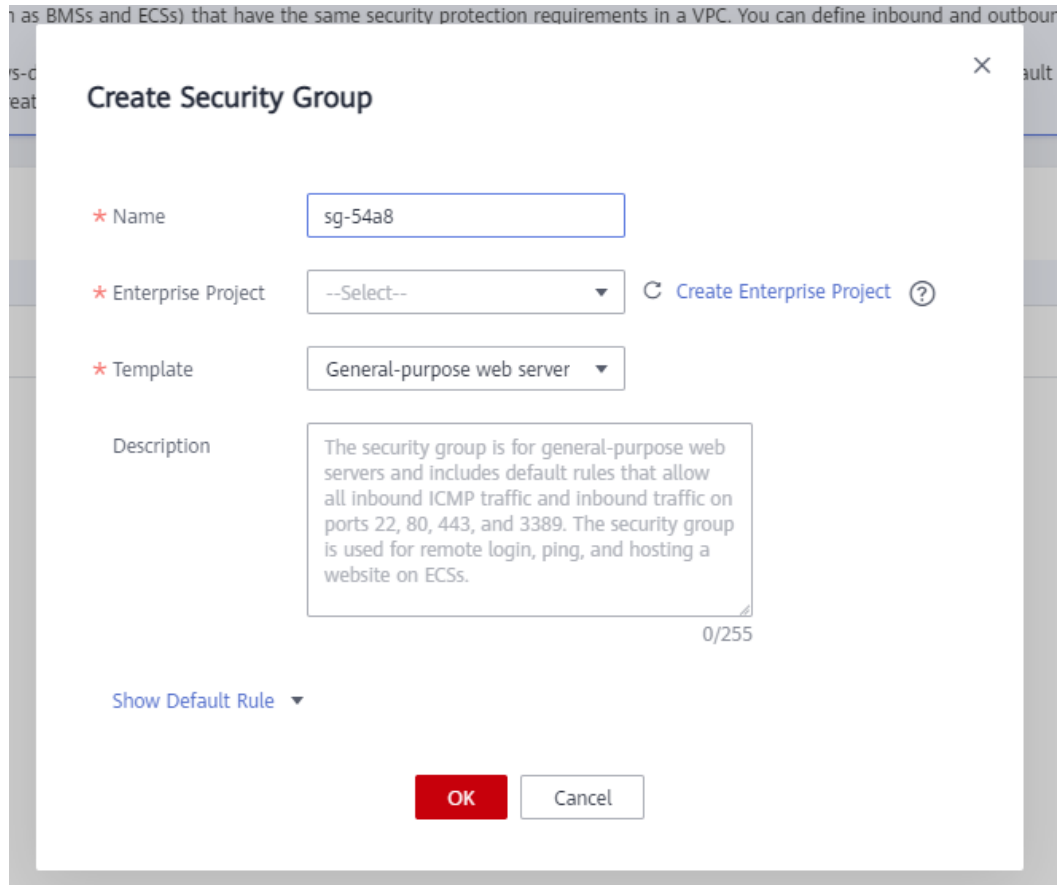 n as BMSs and ECSs) that have the same security protection requirements in a VPC. You can define inbound and outbour
/s-d
ault
eat
Create Security Group
* Name
sg-54a8
* Enterprise Project
--Select--
Create Enterprise Project
?
* Template
General-purpose web server
Description
The security group is for general-purpose web
servers and includes default rules that allow
all inbound ICMP traffic and inbound traffic on
ports 22, 80, 443, and 3389. The security group
is used for remote login, ping, and hosting a
website on ECSs.
0/255
Show Default Rule
OK
Cancel